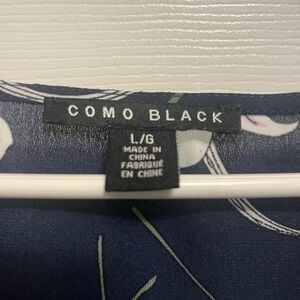 COMO BLACK
L/G
MADE IN
CHINA
FABRIQUÉ
EN CHINE